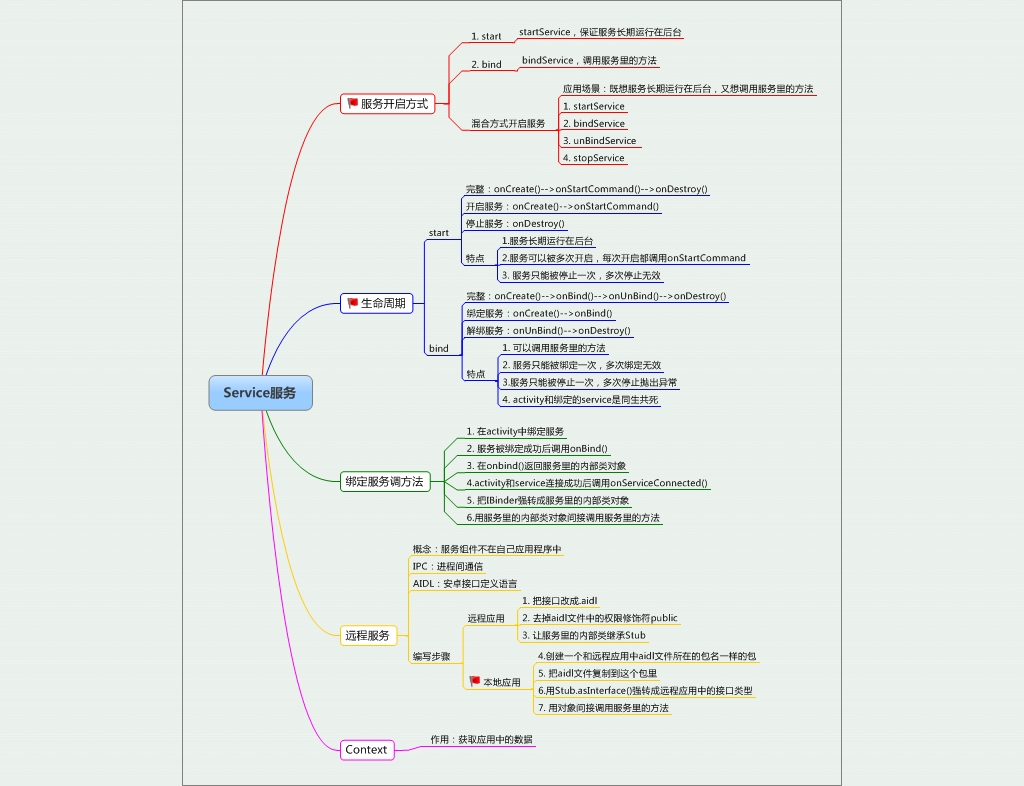 Service服务
服务开启方式
1. start
startService，保证服务长期运行在后台
2. bind
bindService，调用服务里的方法
混合方式开启服务
应用场景：既想服务长期运行在后台，又想调用服务里的方法
1. startService
2. bindService
3. unBindService
4. stopService
生命周期
start
完整：onCreate()-->onStartCommand()-->onDestroy()
开启服务：onCreate()-->onStartCommand()
停止服务：onDestroy()
特点
1.服务长期运行在后台
2.服务可以被多次开启，每次开启都调用onStartCommand
3. 服务只能被停止一次，多次停止无效
bind
完整：onCreate()-->onBind()-->onUnBind()-->onDestroy()
绑定服务：onCreate()-->onBind()
解绑服务：onUnBind()-->onDestroy()
特点
1. 可以调用服务里的方法
2. 服务只能被绑定一次，多次绑定无效
3.服务只能被停止一次，多次停止抛出异常
4. activity和绑定的service是同生共死
绑定服务调方法
1. 在activity中绑定服务
2. 服务被绑定成功后调用onBind()
3. 在onbind()返回服务里的内部类对象
4.activity和service连接成功后调用onServiceConnected()
5. 把IBinder强转成服务里的内部类对象
6.用服务里的内部类对象间接调用服务里的方法
远程服务
概念：服务组件不在自己应用程序中
IPC：进程间通信
AIDL：安卓接口定义语言
编写步骤
远程应用
1. 把接口改成.aidl
2. 去掉aidl文件中的权限修饰符public
3. 让服务里的内部类继承Stub
本地应用
4.创建一个和远程应用中aidl文件所在的包名一样的包
5. 把aidl文件复制到这个包里
6.用Stub.asInterface()强转成远程应用中的接口类型
7. 用对象间接调用服务里的方法
Context
作用：获取应用中的数据